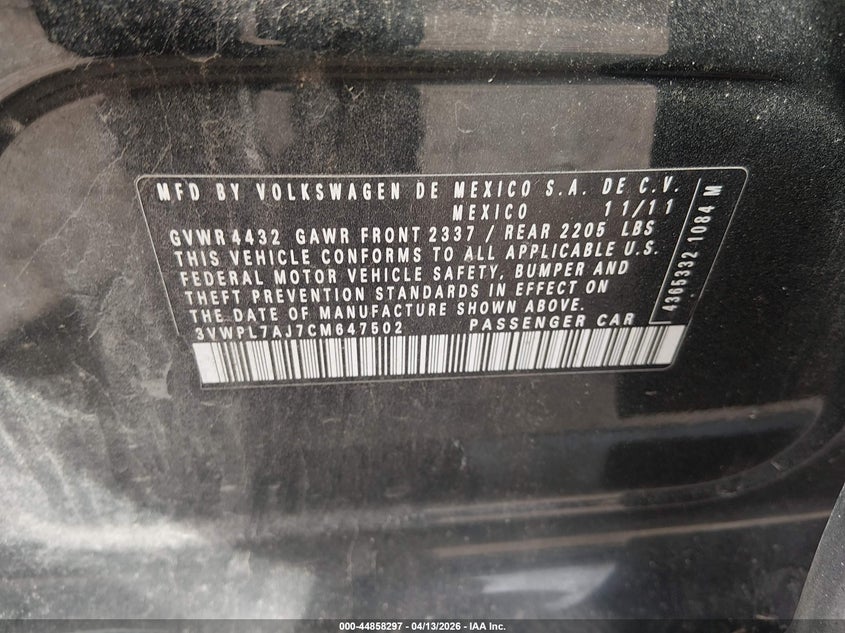 MFD BY VOLKSWAGEN DE MEXICO S.A. DE C.V.
MEXICO 11/11
GVWR 4432 GAWR FRONT 2337 / REAR 2205 LBS
THIS VEHICLE CONFORMS TO ALL APPLICABLE U.S.
FEDERAL MOTOR VEHICLE SAFETY, BUMPER AND
THEFT PREVENTION STANDARDS IN EFFECT ON
THE DATE OF MANUFACTURE SHOWN ABOVE.
3VWPL7AJ7CM647502 PASSENGER CAR
4365332 1084 M
000-44858297 - 04/13/2026 - IAA Inc.